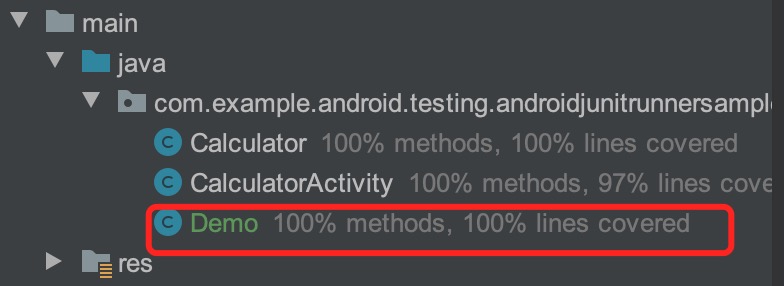 main
java
com.example.android.testing.androidjunitrunnersample
Calculator 100% methods, 100% lines covered
CalculatorActivity 100% methods, 97% lines cove
Demo 100% methods, 100% lines covered
res